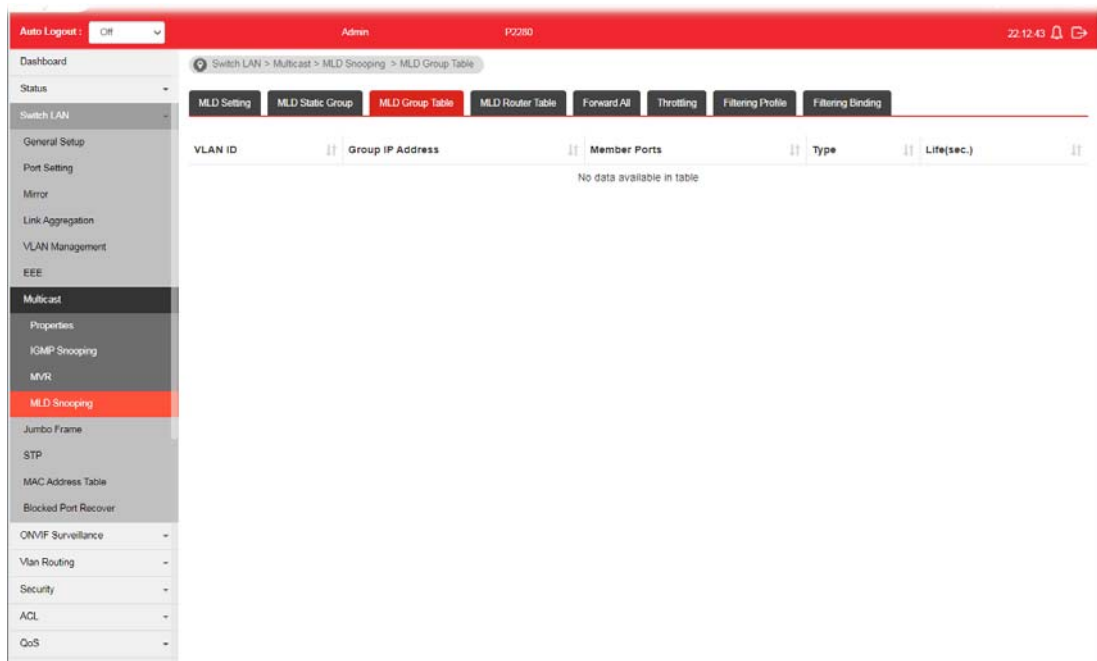 Auto Logout : Off Admin P2280 22:12:43
Dashboard
Switch LAN > Multicast > MLD Snooping > MLD Group Table
Status
MLD Setting MLD Static Group MLD Group Table MLD Router Table Forward All Throttling Filtering Profile Filtering Binding
Switch LAN
General Setup
VLAN ID Group IP Address Member Ports Type Life(sec.)
Port Setting
No data available in table
Mirror
Link Aggregation
VLAN Management
EEE
Multicast
Properties
IGMP Snooping
MVR
MLD Snooping
Jumbo Frame
STP
MAC Address Table
Blocked Port Recover
ONVIF Surveillance
Vlan Routing
Security
ACL
QoS